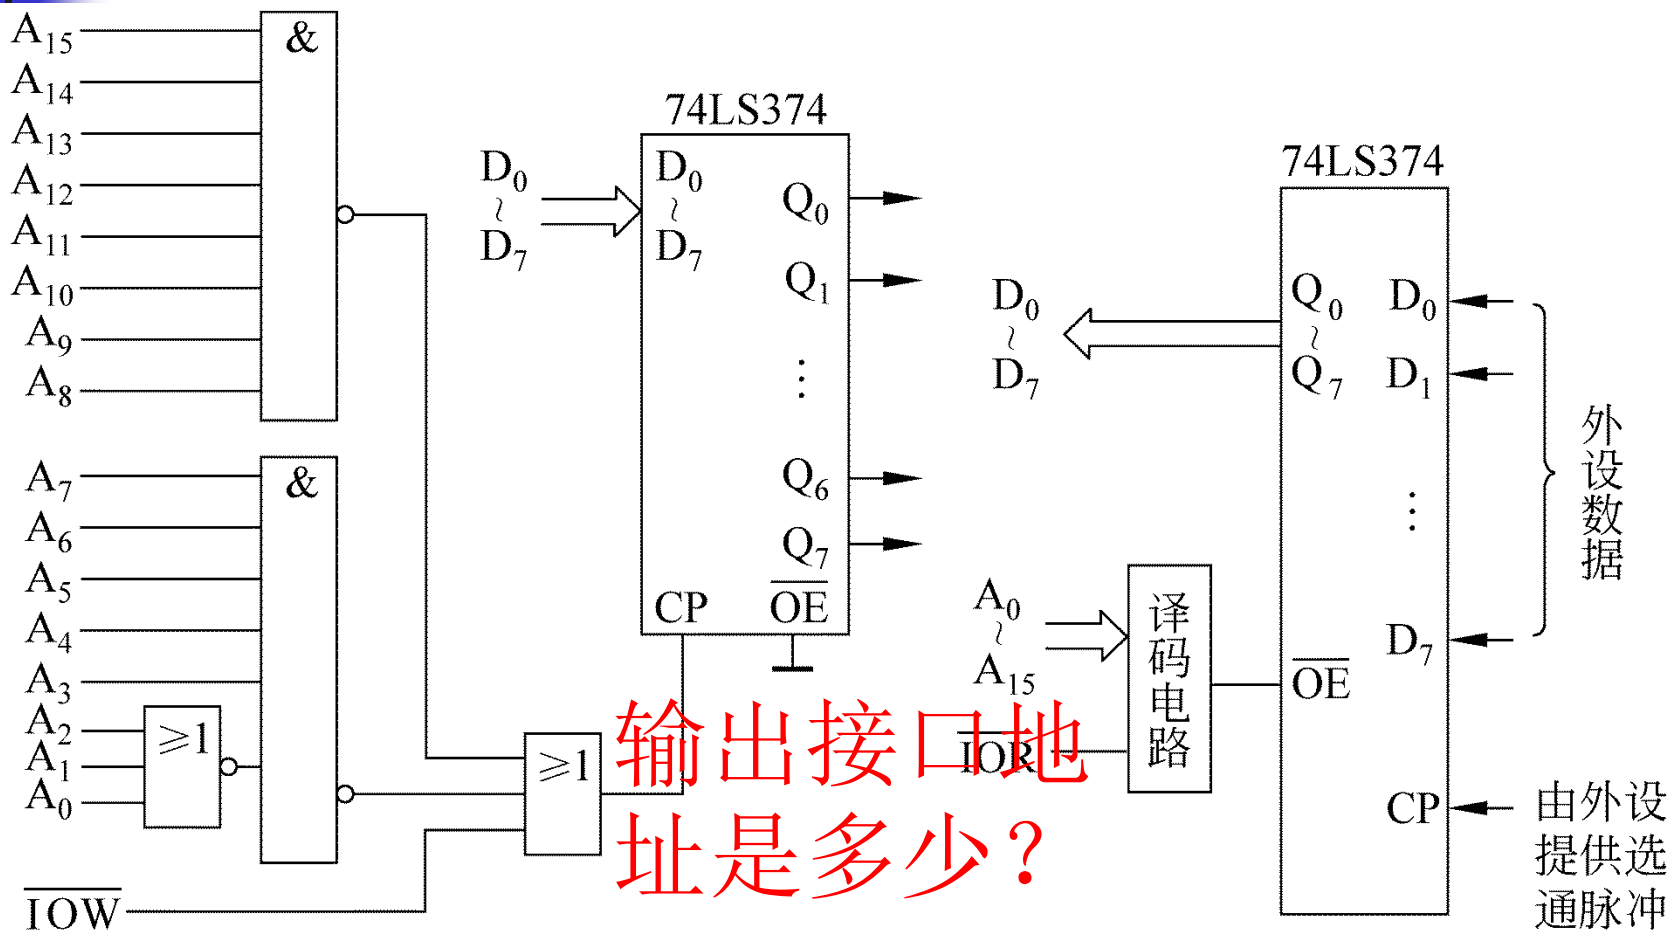 A15
A14
A13
A12
A11
A10
A9
A8
&
A7
A6
A5
A4
A3
A2
A1
A0
&
≥1
IOW
≥1
74LS374
D0
~
D7
D0
~
D7
Q0
Q1
⋮
Q6
Q7
CP
OE
输出接口地
址是多少?
74LS374
D0
~
D7
Q0
~
Q7
D0
D1
⋮
D7
外设数据
A0
~
A15
IOR
译码电路
OE
CP
由外设
提供选
通脉冲